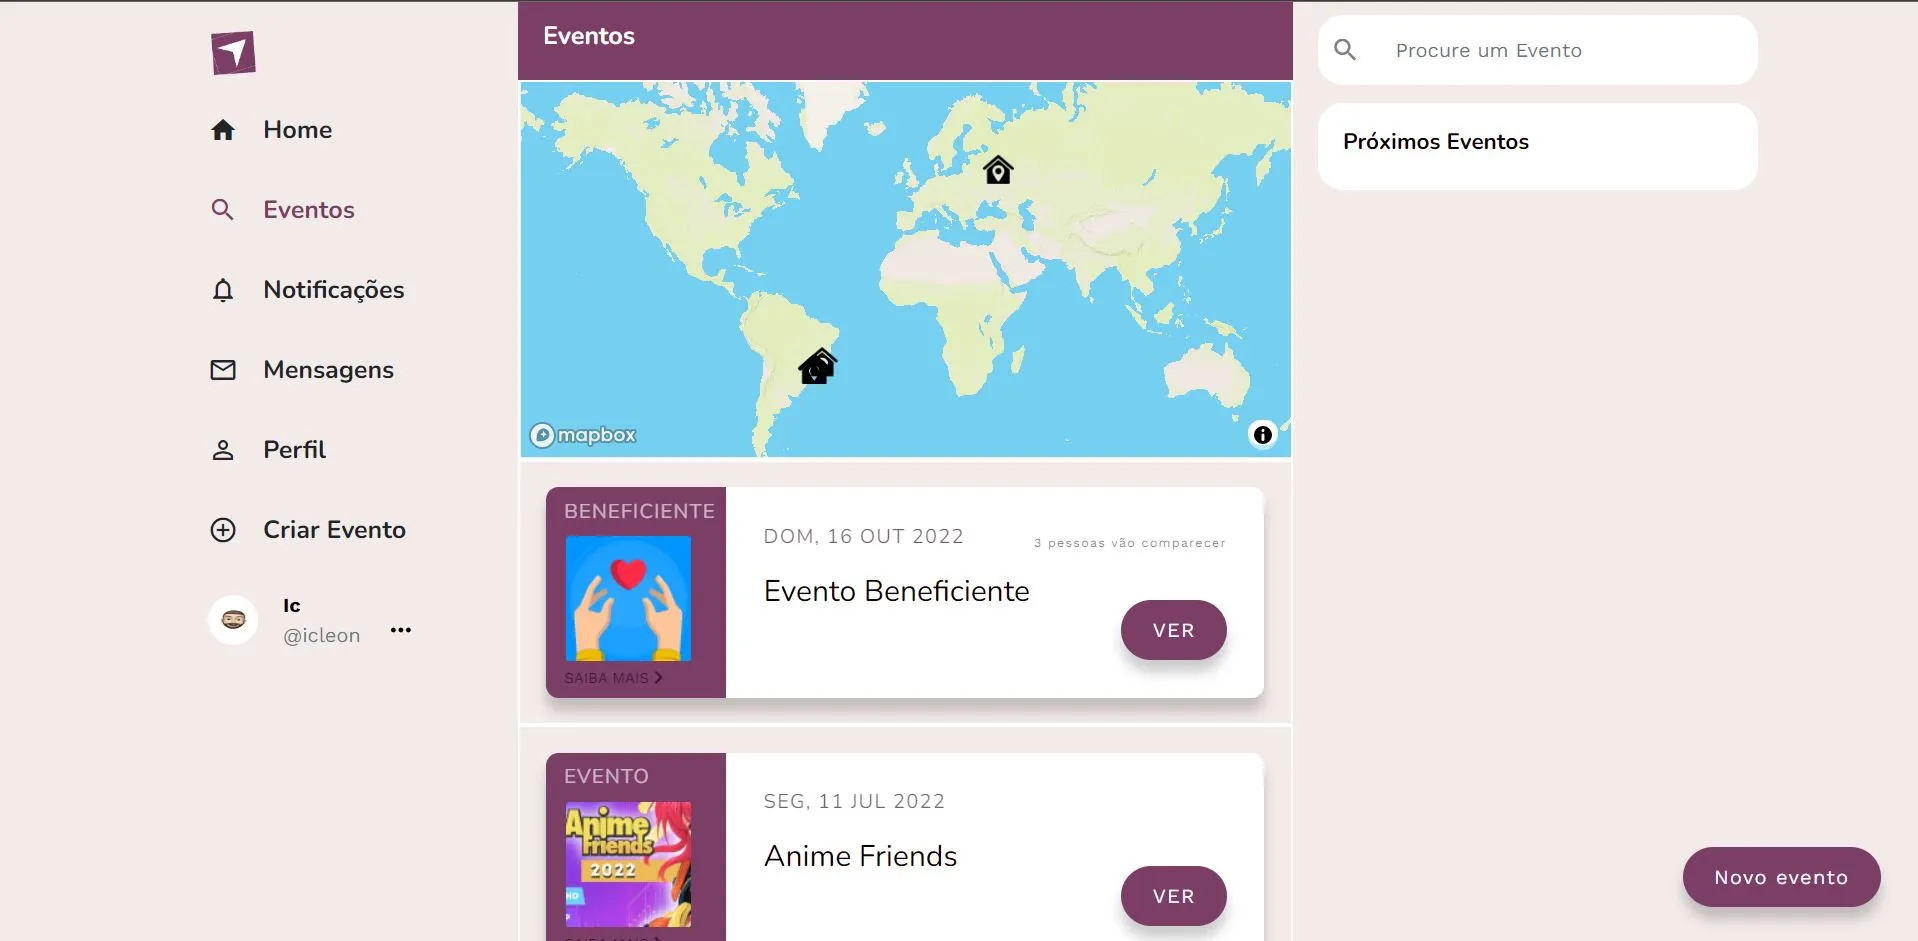 Home
Eventos
Notificações
Mensagens
Perfil
Criar Evento
Ic
@icleon
Eventos
mapbox
BENEFICIENTE
SAIBA MAIS
DOM, 16 OUT 2022
3 pessoas vão comparecer
Evento Beneficiente
VER
EVENTO
Anime
Friends
2022
SEG, 11 JUL 2022
Anime Friends
VER
Procure um Evento
Próximos Eventos
Novo evento